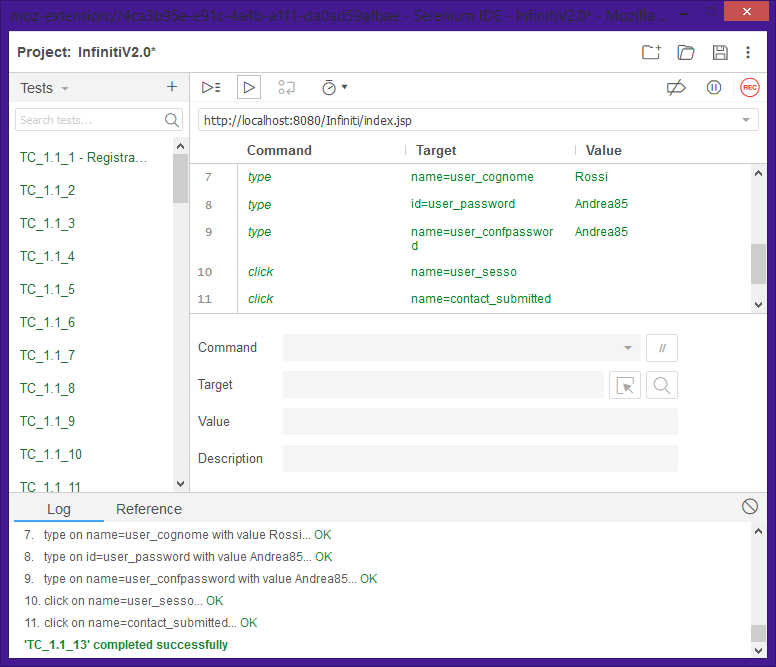 moz-extension://4ca3b95e-e91c-4a4b-a1f1-da0ad59afbae - Selenium IDE - InfinitiV2.0* - Mozilla ...
Project: InfinitiV2.0*
Tests
REC
Search tests...
http://localhost:8080/Infiniti/index.jsp
Command Target Value
TC_1.1_1 - Registra...
TC_1.1_2
TC_1.1_3
TC_1.1_4
TC_1.1_5
TC_1.1_6
TC_1.1_7
TC_1.1_8
TC_1.1_9
TC_1.1_10
TC_1.1_11
7 type name=user_cognome Rossi
8 type id=user_password Andrea85
9 type name=user_confpasswor Andrea85
d
10 click name=user_sesso
11 click name=contact_submitted
Command //
Target
Value
Description
Log Reference
7. type on name=user_cognome with value Rossi... OK
8. type on id=user_password with value Andrea85... OK
9. type on name=user_confpassword with value Andrea85... OK
10. click on name=user_sesso... OK
11. click on name=contact_submitted... OK
'TC_1.1_13' completed successfully